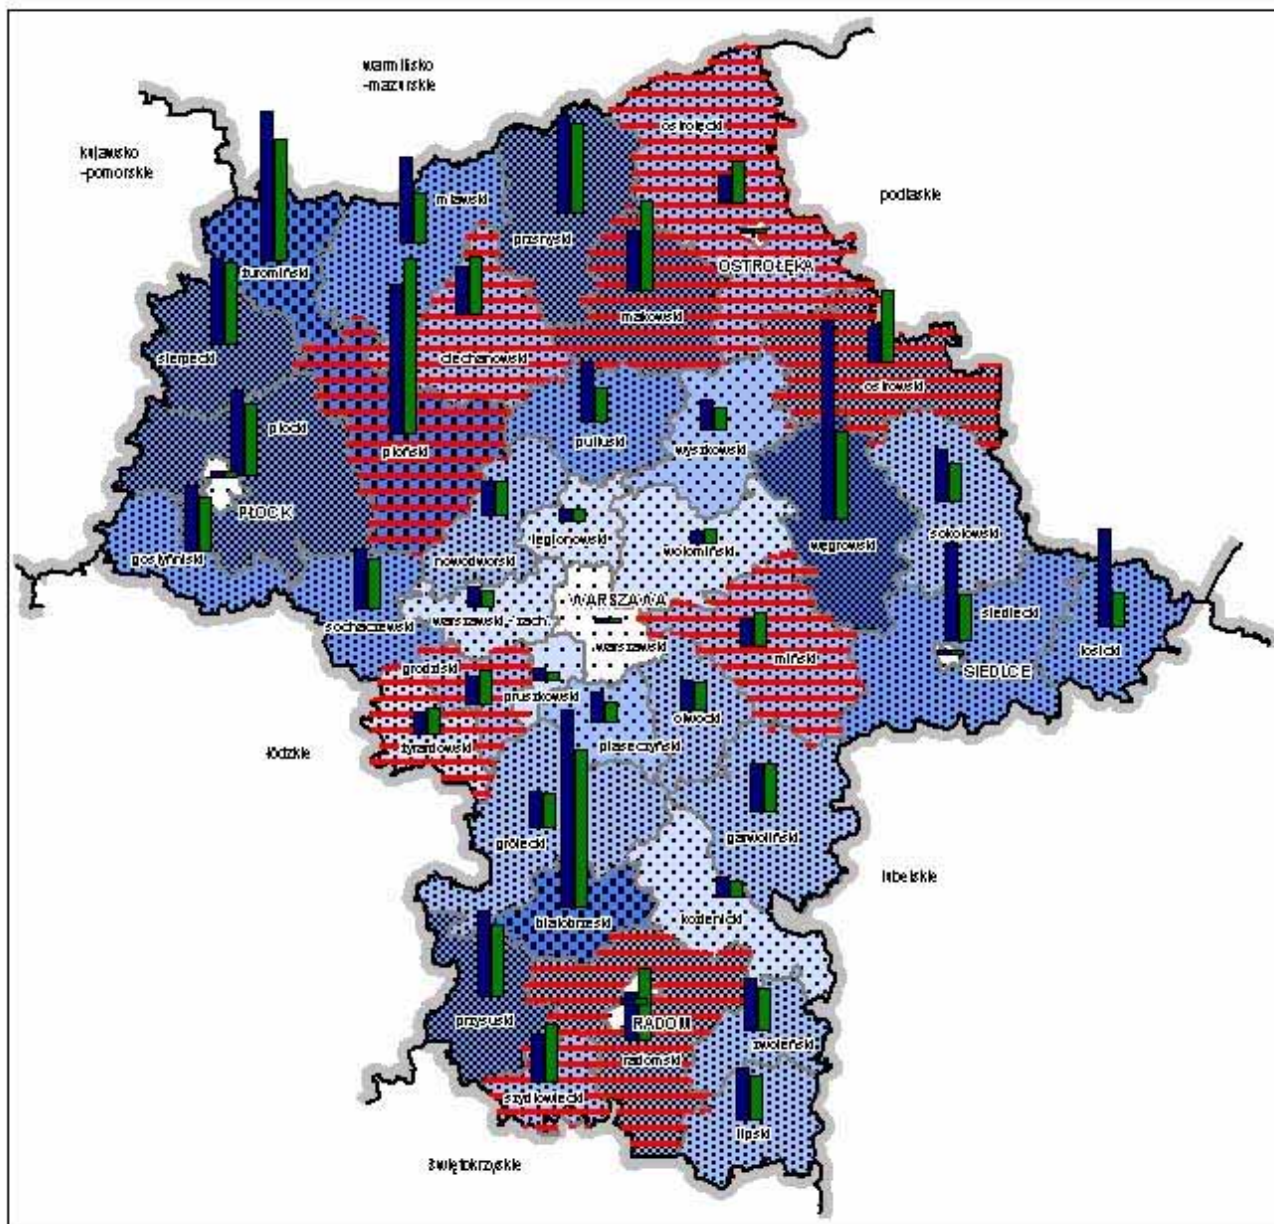 warmińsko
-mazurskie
kujawsko
-pomorskie
ostrołęcki
podlaskie
mławski
przsnyski
żuromiński
OSTROŁĘKA
makowski
sierpecki
ciechanowski
ostrowski
płocki
płoński
pułtuski
wyszkowski
PŁOCK
legionowski
wołomiński
węgrowski
sokołowski
gostyniński
nowodworski
WARSZAWA
siedlecki
sochaczewski
warszawski - zach.
warszawski
miński
łosicki
SIEDLCE
grodziski
pruszkowski
otwocki
żyrardowski
piaseczyński
łódzkie
grójecki
garwoliński
lubelskie
białobrzeski
kozienicki
przysuski
RADOM
zwoleński
radomski
szydłowiecki
lipski
świętokrzyskie